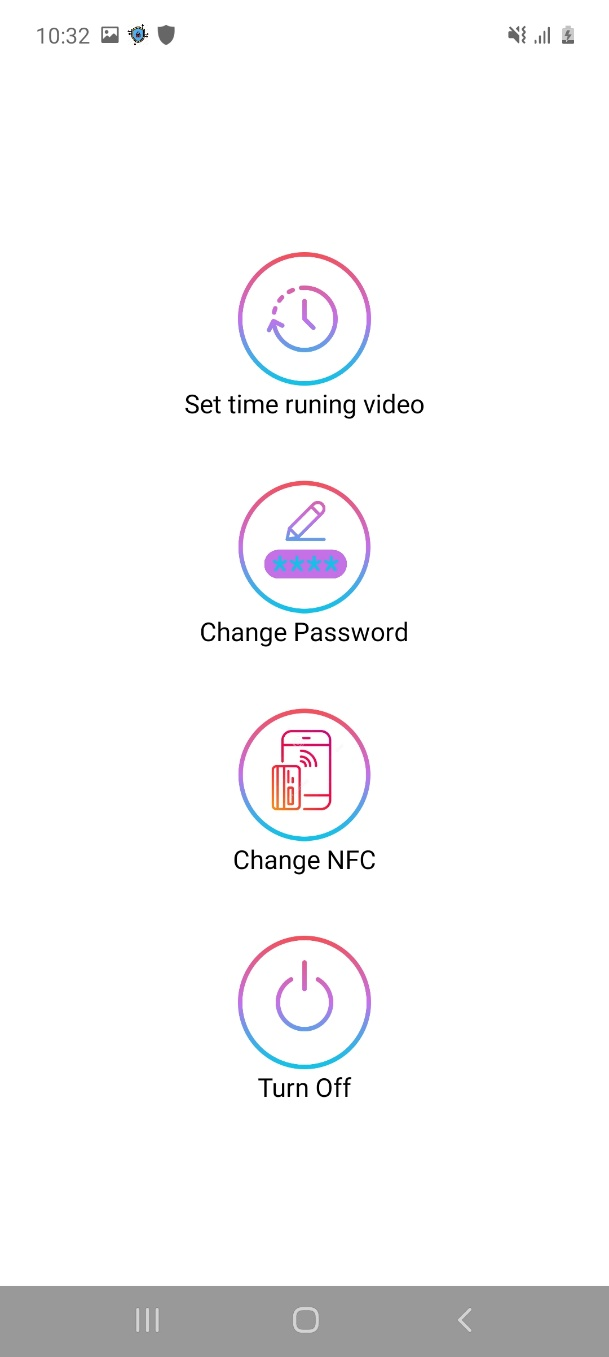 10:32
Set time runing video
Change Password
Change NFC
Turn Off